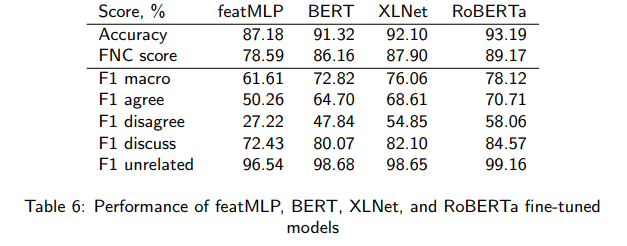 Score, % featMLP BERT XLNet RoBERTa
Accuracy 87.18 91.32 92.10 93.19
FNC score 78.59 86.16 87.90 89.17
F1 macro 61.61 72.82 76.06 78.12
F1 agree 50.26 64.70 68.61 70.71
F1 disagree 27.22 47.84 54.85 58.06
F1 discuss 72.43 80.07 82.10 84.57
F1 unrelated 96.54 98.68 98.65 99.16
Table 6: Performance of featMLP, BERT, XLNet, and RoBERTa fine-tuned
models